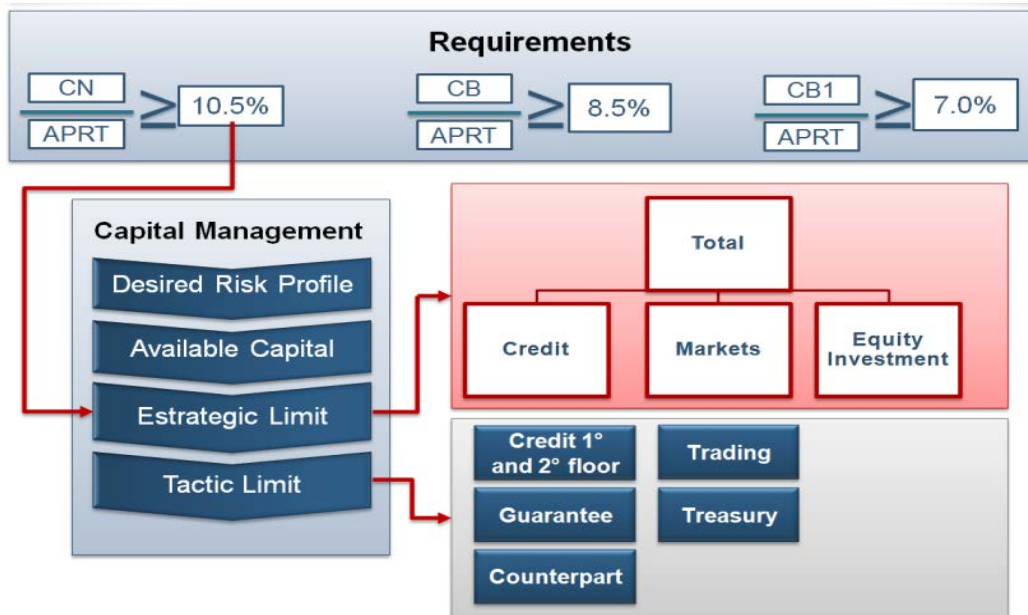 Requirements
CN
APRT
≥
10.5%
CB
APRT
≥
8.5%
CB1
APRT
≥
7.0%
Capital Management
Desired Risk Profile
Available Capital
Estrategic Limit
Tactic Limit
Total
Credit
Markets
Equity
Investment
Credit 1°
and 2° floor
Trading
Guarantee
Treasury
Counterpart